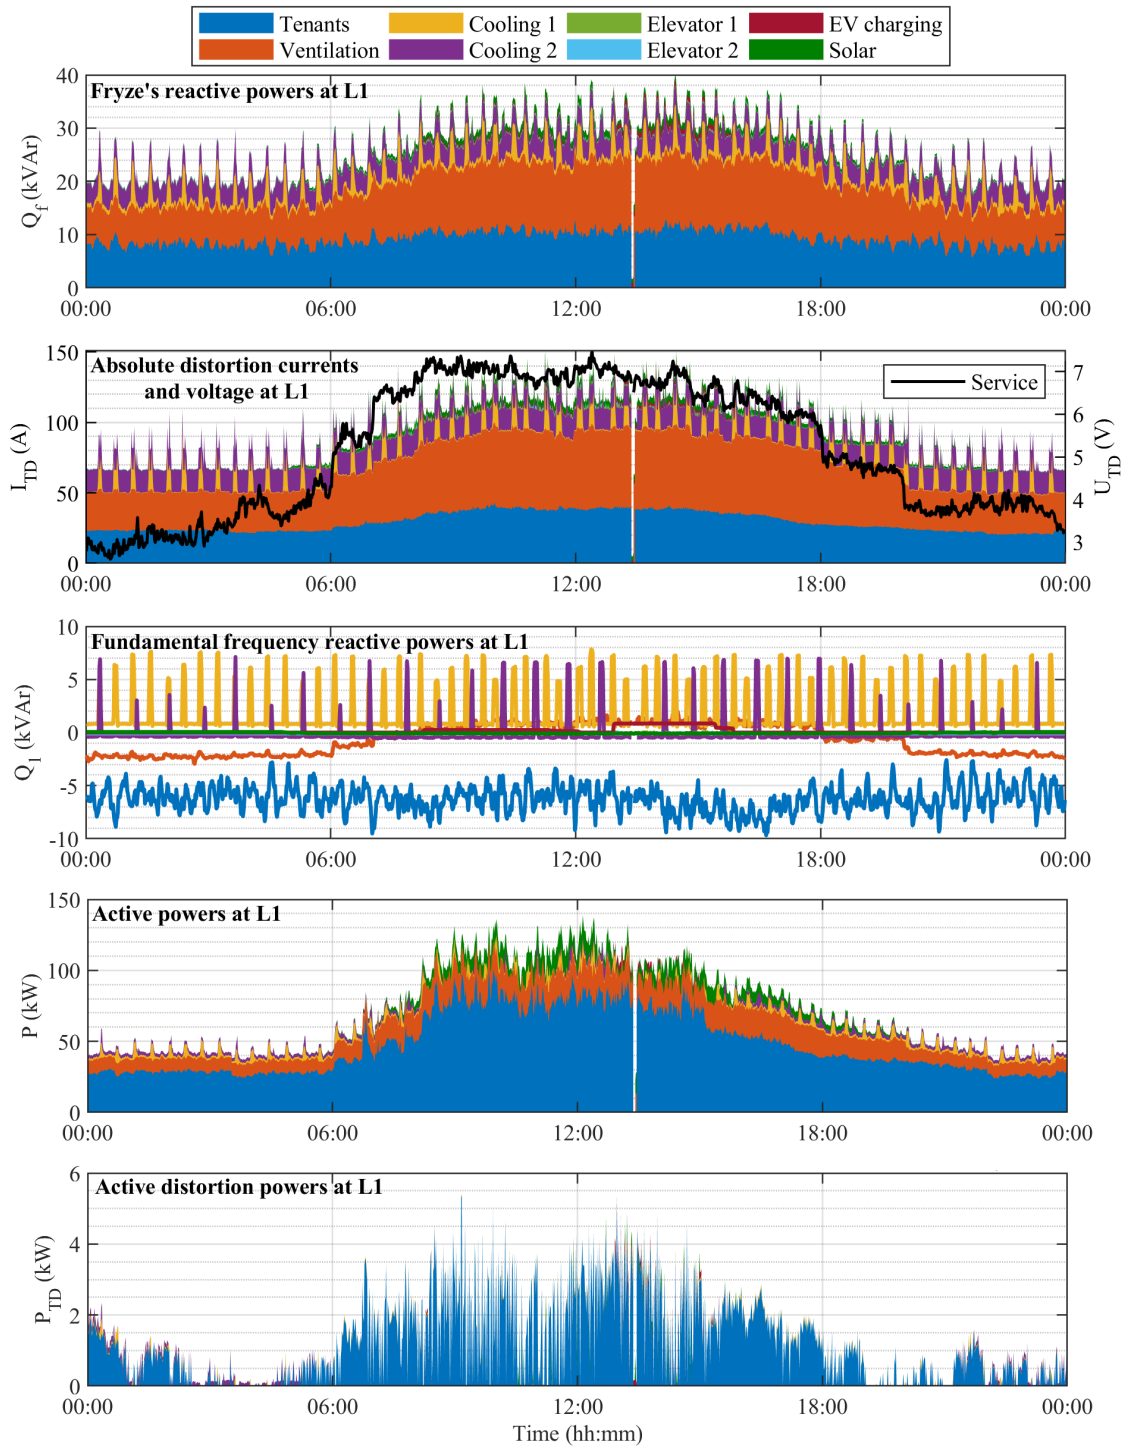 Tenants Cooling 1 Elevator 1 EV charging
Ventilation Cooling 2 Elevator 2 Solar
Fryze's reactive powers at L1
Q_f (kVAr)
40
30
20
10
0
00:00 06:00 12:00 18:00 00:00
Absolute distortion currents
and voltage at L1
Service
I_TD (A)
150
100
50
0
7
6
5
4
3
U_TD (V)
00:00 06:00 12:00 18:00 00:00
Fundamental frequency reactive powers at L1
Q_1 (kVAr)
10
5
0
-5
-10
00:00 06:00 12:00 18:00 00:00
Active powers at L1
P (kW)
150
100
50
0
00:00 06:00 12:00 18:00 00:00
Active distortion powers at L1
P_TD (kW)
6
4
2
0
00:00 06:00 12:00 18:00 00:00
Time (hh:mm)